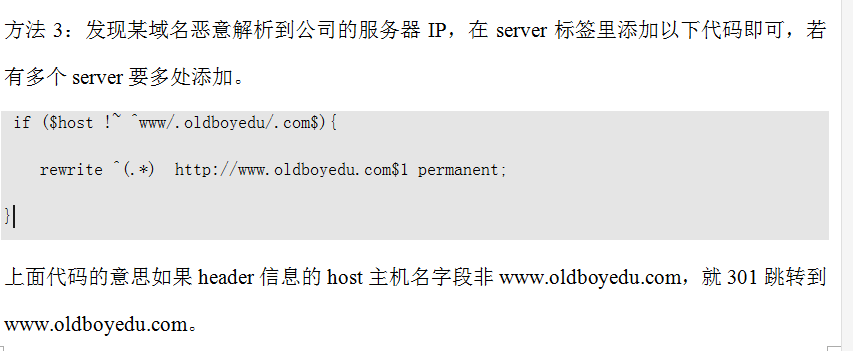 方法 3：发现某域名恶意解析到公司的服务器 IP，在 server 标签里添加以下代码即可，若
有多个 server 要多处添加。
if ($host !~ ^www/.oldboyedu/.com$){
rewrite ^(.*)  http://www.oldboyedu.com$1 permanent;
}
上面代码的意思如果 header 信息的 host 主机名字段非 www.oldboyedu.com，就 301 跳转到
www.oldboyedu.com。